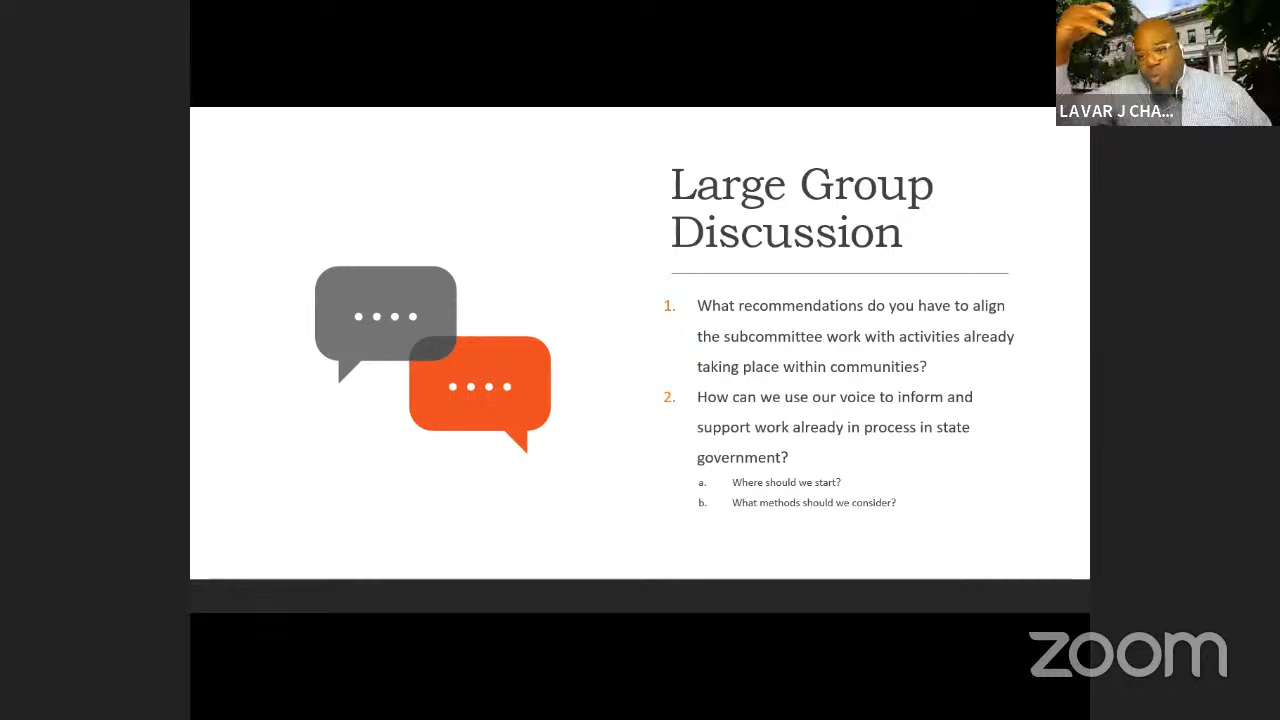 LAVAR J CHA...
Large Group
Discussion
1. What recommendations do you have to align
the subcommittee work with activities already
taking place within communities?
2. How can we use our voice to inform and
support work already in process in state
government?
a. Where should we start?
b. What methods should we consider?
zoom